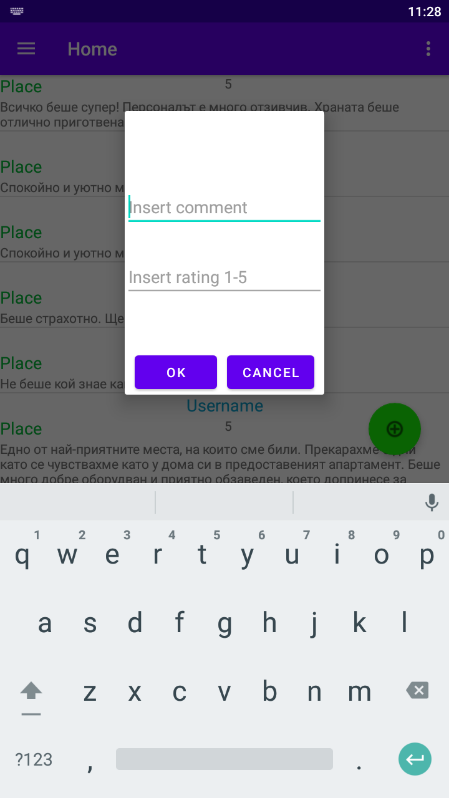 11:28
Home
Place
5
Всичко беше супер! Персоналът е много отзивчив. Храната беше
отлично приготвена
Place
Спокойно и уютно м
Place
Спокойно и уютно м
Place
Беше страхотно. Ще
Place
Не беше кой знае ка
Insert comment
Insert rating 1-5
OK CANCEL
Username
Place
5
Едно от най-приятните места, на които сме били. Прекарахме
като се чувствахме като у дома си в предоставеният апартамент. Беше
много добре оборудван и приятно обзаведен, което допринесе за
1 2 3 4 5 6 7 8 9 0
q w e r t y u i o p
a s d f g h j k l
z x c v b n m
?123 , .